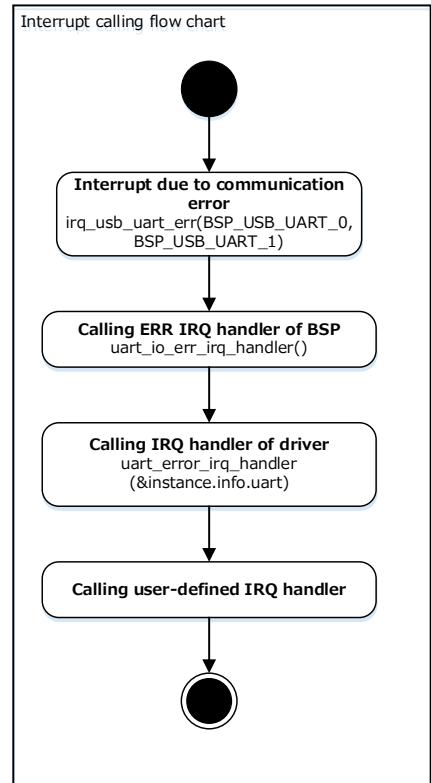 Interrupt calling flow chart
Interrupt due to communication
error
irq_usb_uart_err(BSP_USB_UART_0,
BSP_USB_UART_1)
Calling ERR IRQ handler of BSP
uart_io_err_irq_handler()
Calling IRQ handler of driver
uart_error_irq_handler
(&instance.info.uart)
Calling user-defined IRQ handler